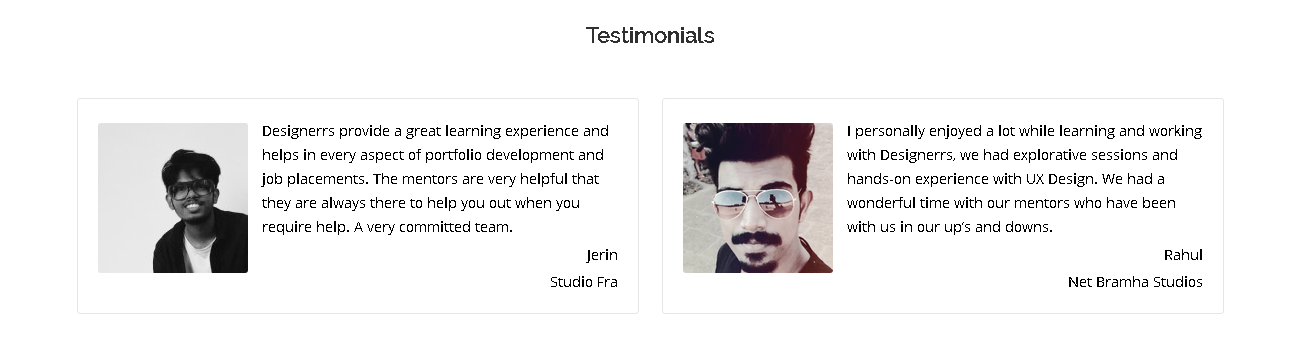 Testimonials
Designerrs provide a great learning experience and
helps in every aspect of portfolio development and
job placements. The mentors are very helpful that
they are always there to help you out when you
require help. A very committed team.
Jerin
Studio Fra
I personally enjoyed a lot while learning and working
with Designerrs, we had explorative sessions and
hands-on experience with UX Design. We had a
wonderful time with our mentors who have been
with us in our up’s and downs.
Rahul
Net Bramha Studios